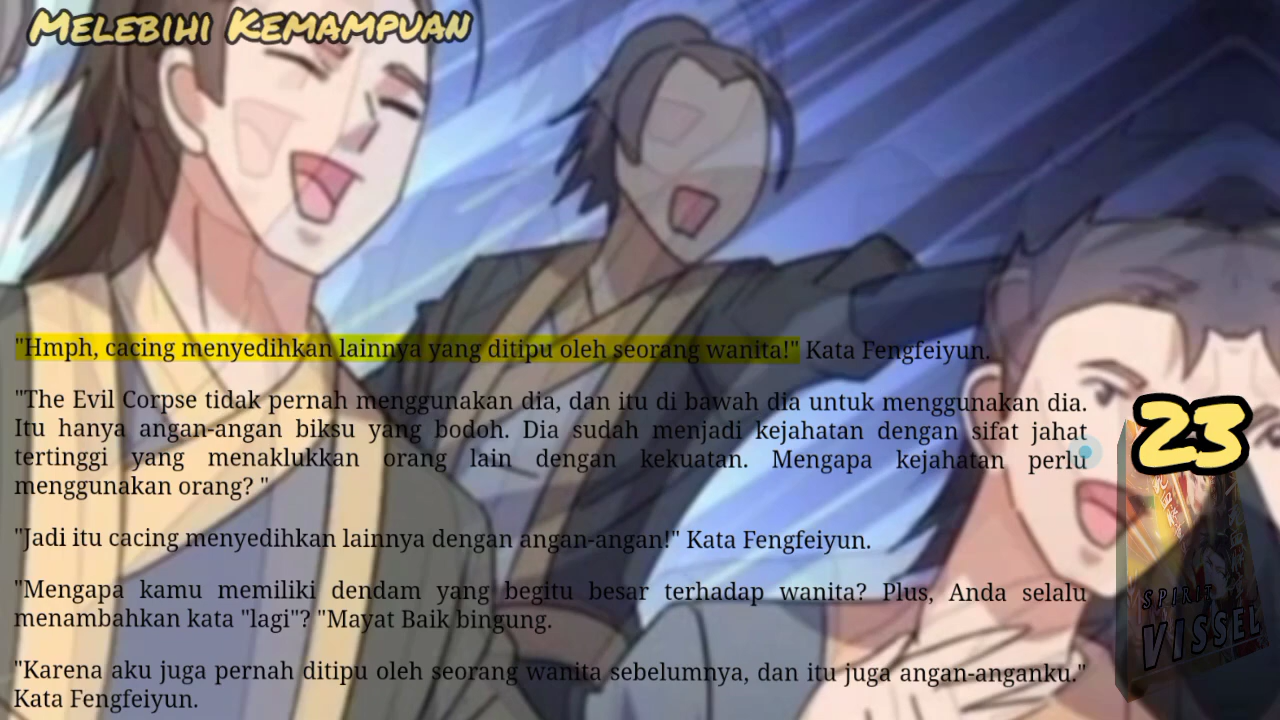 Melebihi Kemampuan
"Hmph, cacing menyedihkan lainnya yang ditipu oleh seorang wanita!" Kata Fengfeiyun.
"The Evil Corpse tidak pernah menggunakan dia, dan itu di bawah dia untuk menggunakan dia.
Itu hanya angan-angan biksu yang bodoh. Dia sudah menjadi kejahatan dengan sifat jahat
tertinggi yang menaklukkan orang lain dengan kekuatan. Mengapa kejahatan perlu
menggunakan orang? "
"Jadi itu cacing menyedihkan lainnya dengan angan-angan!" Kata Fengfeiyun.
"Mengapa kamu memiliki dendam yang begitu besar terhadap wanita? Plus, Anda selalu
menambahkan kata "lagi"? "Mayat Baik bingung.
"Karena aku juga pernah ditipu oleh seorang wanita sebelumnya, dan itu juga angan-anganku."
Kata Fengfeiyun.
23
SPIRIT
VISSEL